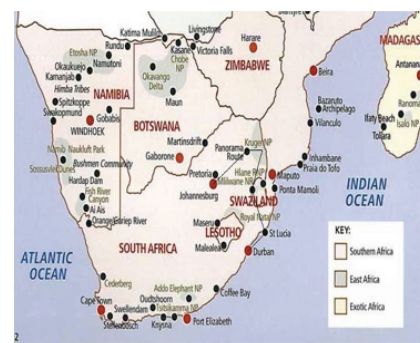 Livingstone
Katima Mulilo
Harare
Rundu
Kasane
Victoria Falls
Etosha NP
Chobe
NP
MADAGAS
Okaukuejo
Namutoni
ZIMBABWE
Antanana
Kamanjab
Okavango
Delta
Beira
Himba Tribes
NAMIBIA
Maun
Spitzkoppe
Bazaruto
Archipelago
Swakopmund
Gobabis
BOTSWANA
Ifaty Beach
Isalo NP
WINDHOEK
Vilanculo
Toliara
Martinsdrift
Panorama
Route
KrugerNP
Namib Naukluft Park
Gaborone
Inhambane
Praia do Tofo
Sossusvlei Dunes
Bushmen Community
Pretoria
Hlane NP
Maputo
INDIAN
OCEAN
Hardap Dam
Mlilwane NP
Ponta Mamoli
Fish River
Canyon
Johannesburg
SWAZILAND
Ai Ais
Royal Natal NP
KEY:
Orange/Gariep River
Maseru
LESOTHO
St Lucia
Southern Africa
SOUTH AFRICA
Malealea
Durban
East Africa
ATLANTIC
OCEAN
Cederberg
Addo Elephant NP
Coffee Bay
Exotic Africa
Cape Town
Oudtshoorn
Swellendam
Tsitsikamma NP
Stellenbosch
Knysna
Port Elizabeth
2